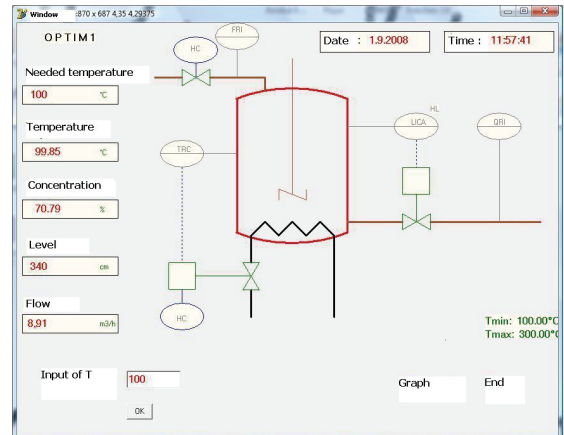 Window :870 x 687 4,35 4.29375
OPTIM1
FRI
HC
Date : 1.9.2008
Time : 11:57:41
Needed temperature
100 °C
HL
LICA
QRI
Temperature
99.85 °C
TRC
Concentration
70.79 %
Level
340 cm
Flow
8,91 m3/h
HC
Tmin: 100.00°C
Tmax: 300.00°C
Input of T
100
Graph
End
OK